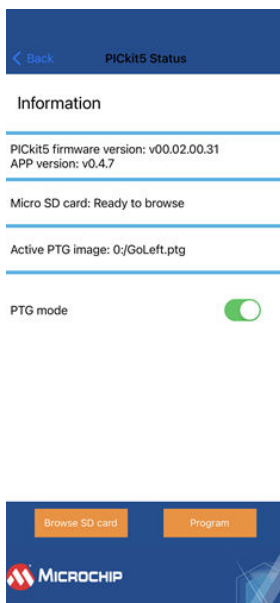 < Back PICkit5 Status
Information
PICkit5 firmware version: v00.02.00.31
APP version: v0.4.7
Micro SD card: Ready to browse
Active PTG image: 0:/GoLeft.ptg
PTG mode
Browse SD card Program
MICROCHIP